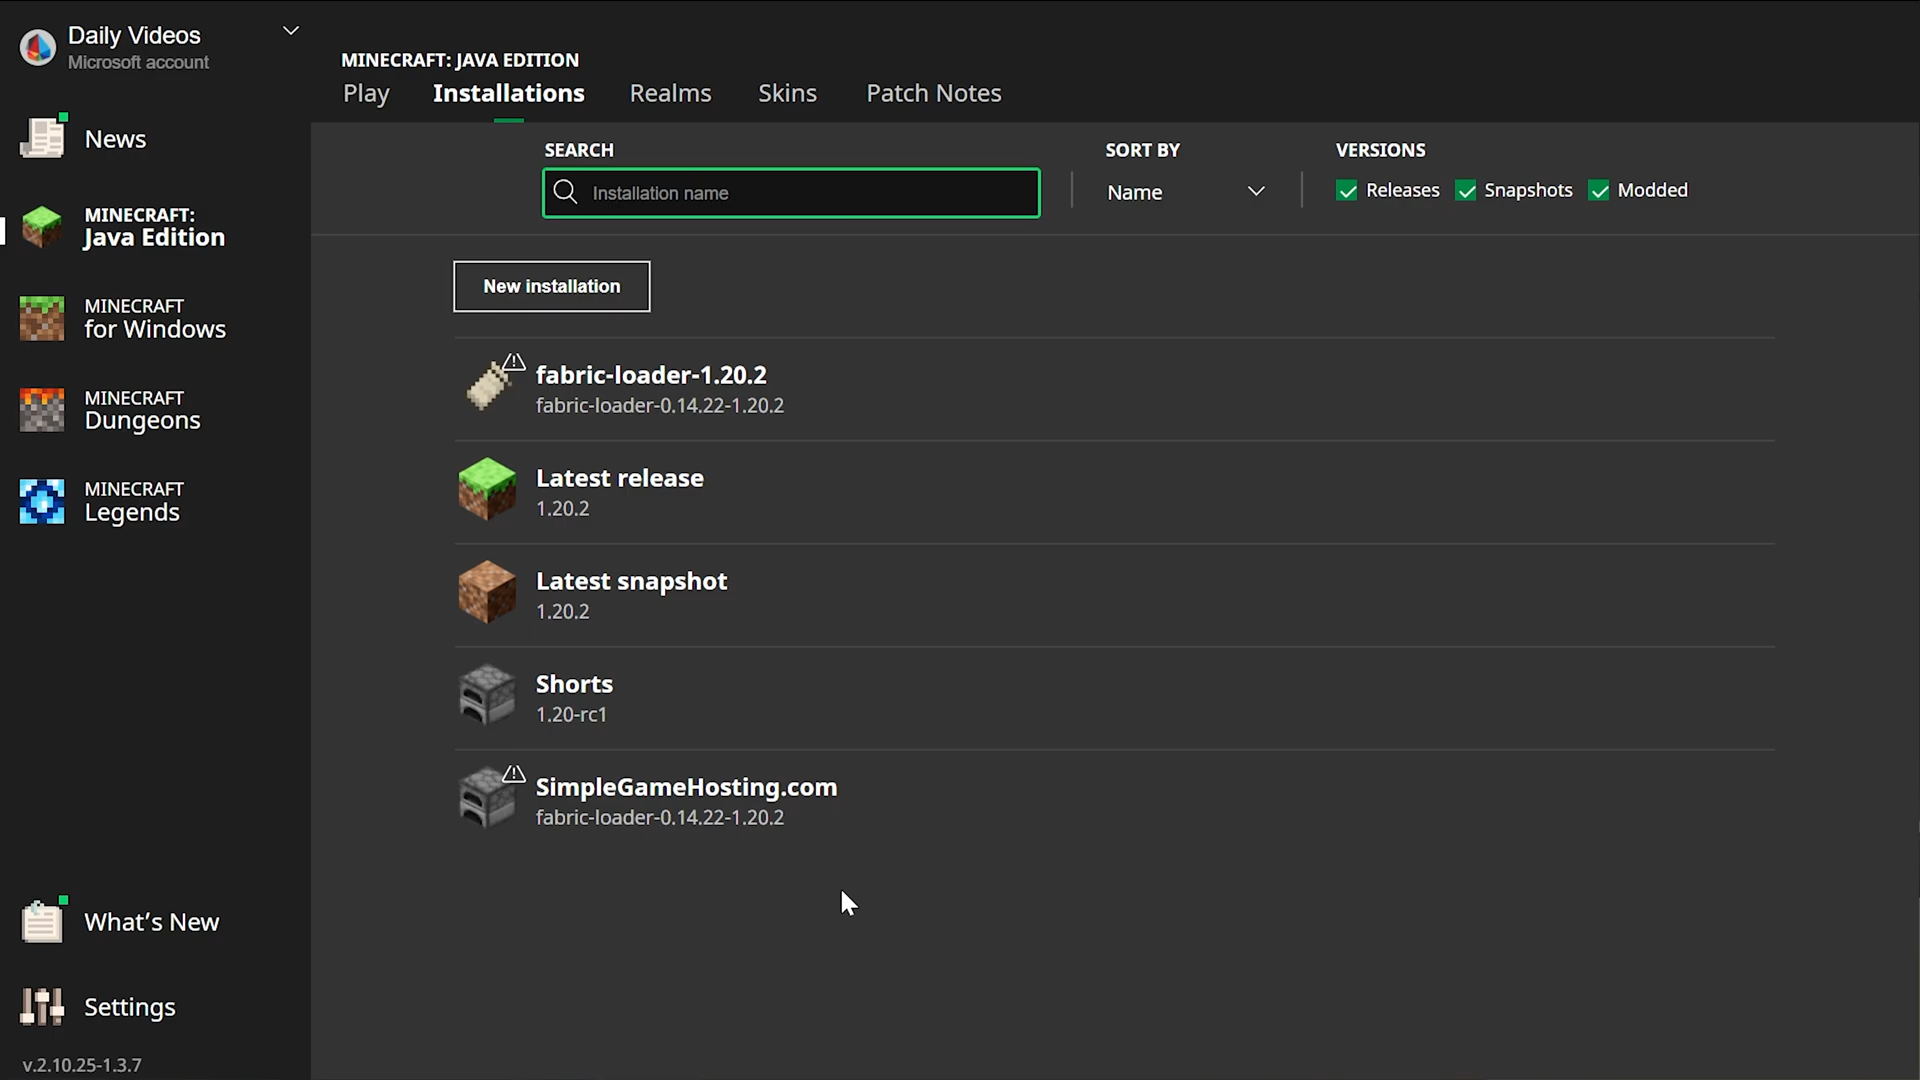 Daily Videos
Microsoft account
News
MINECRAFT:
Java Edition
MINECRAFT
for Windows
MINECRAFT
Dungeons
MINECRAFT
Legends
What's New
Settings
v.2.10.25-1.3.7
MINECRAFT: JAVA EDITION
Play Installations Realms Skins Patch Notes
SEARCH SORT BY VERSIONS
Installation name Name Releases Snapshots Modded
New installation
fabric-loader-1.20.2
fabric-loader-0.14.22-1.20.2
Latest release
1.20.2
Latest snapshot
1.20.2
Shorts
1.20-rc1
SimpleGameHosting.com
fabric-loader-0.14.22-1.20.2